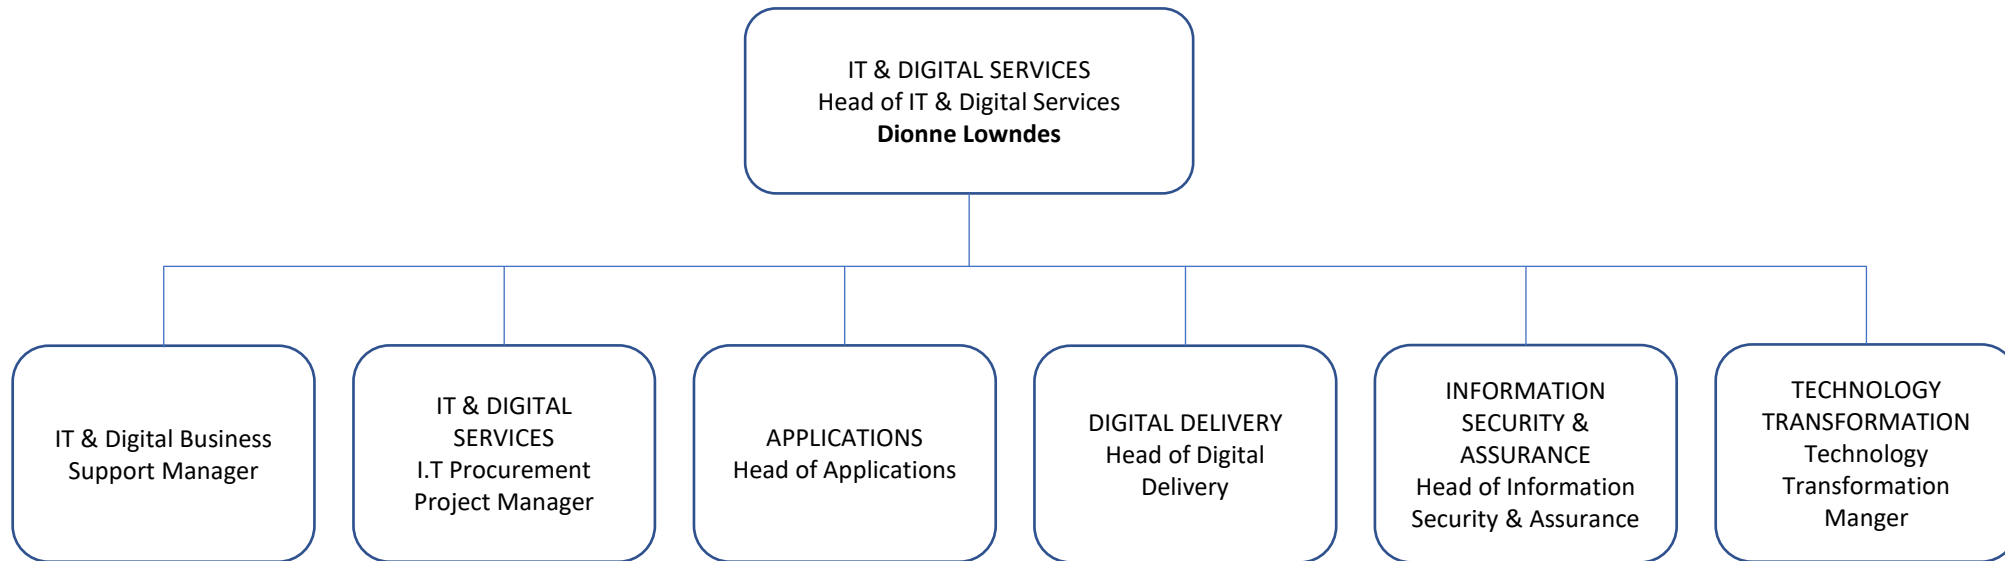 IT & DIGITAL SERVICES
Head of IT & Digital Services
Dionne Lowndes
IT & Digital Business
Support Manager
IT & DIGITAL
SERVICES
I.T Procurement
Project Manager
APPLICATIONS
Head of Applications
DIGITAL DELIVERY
Head of Digital
Delivery
INFORMATION
SECURITY &
ASSURANCE
Head of Information
Security & Assurance
TECHNOLOGY
TRANSFORMATION
Technology
Transformation
Manger